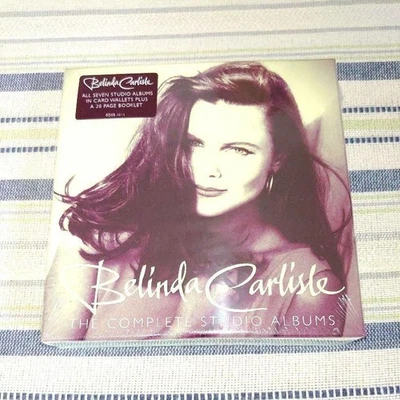 Belinda Carlisle
ALL SEVEN STUDIO ALBUMS
IN CARD WALLETS PLUS
A 28 PAGE BOOKLET
Belinda Carlisle
THE COMPLETE STUDIO ALBUMS